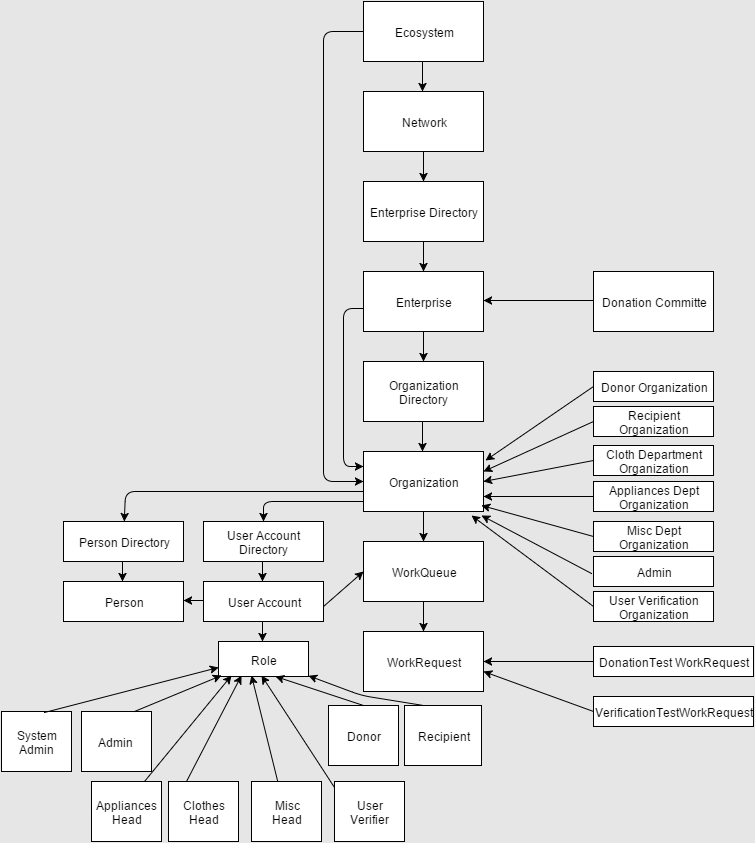 Ecosystem
Network
Enterprise Directory
Enterprise
Donation Committe
Organization
Directory
Donor Organization
Recipient
Organization
Cloth Department
Organization
Organization
Appliances Dept
Organization
Misc Dept
Organization
Person Directory
User Account
Directory
WorkQueue
Admin
Person
User Account
User Verification
Organization
Role
WorkRequest
DonationTest WorkRequest
VerificationTestWorkRequest
System
Admin
Admin
Donor
Recipient
Appliances
Head
Clothes
Head
Misc
Head
User
Verifier